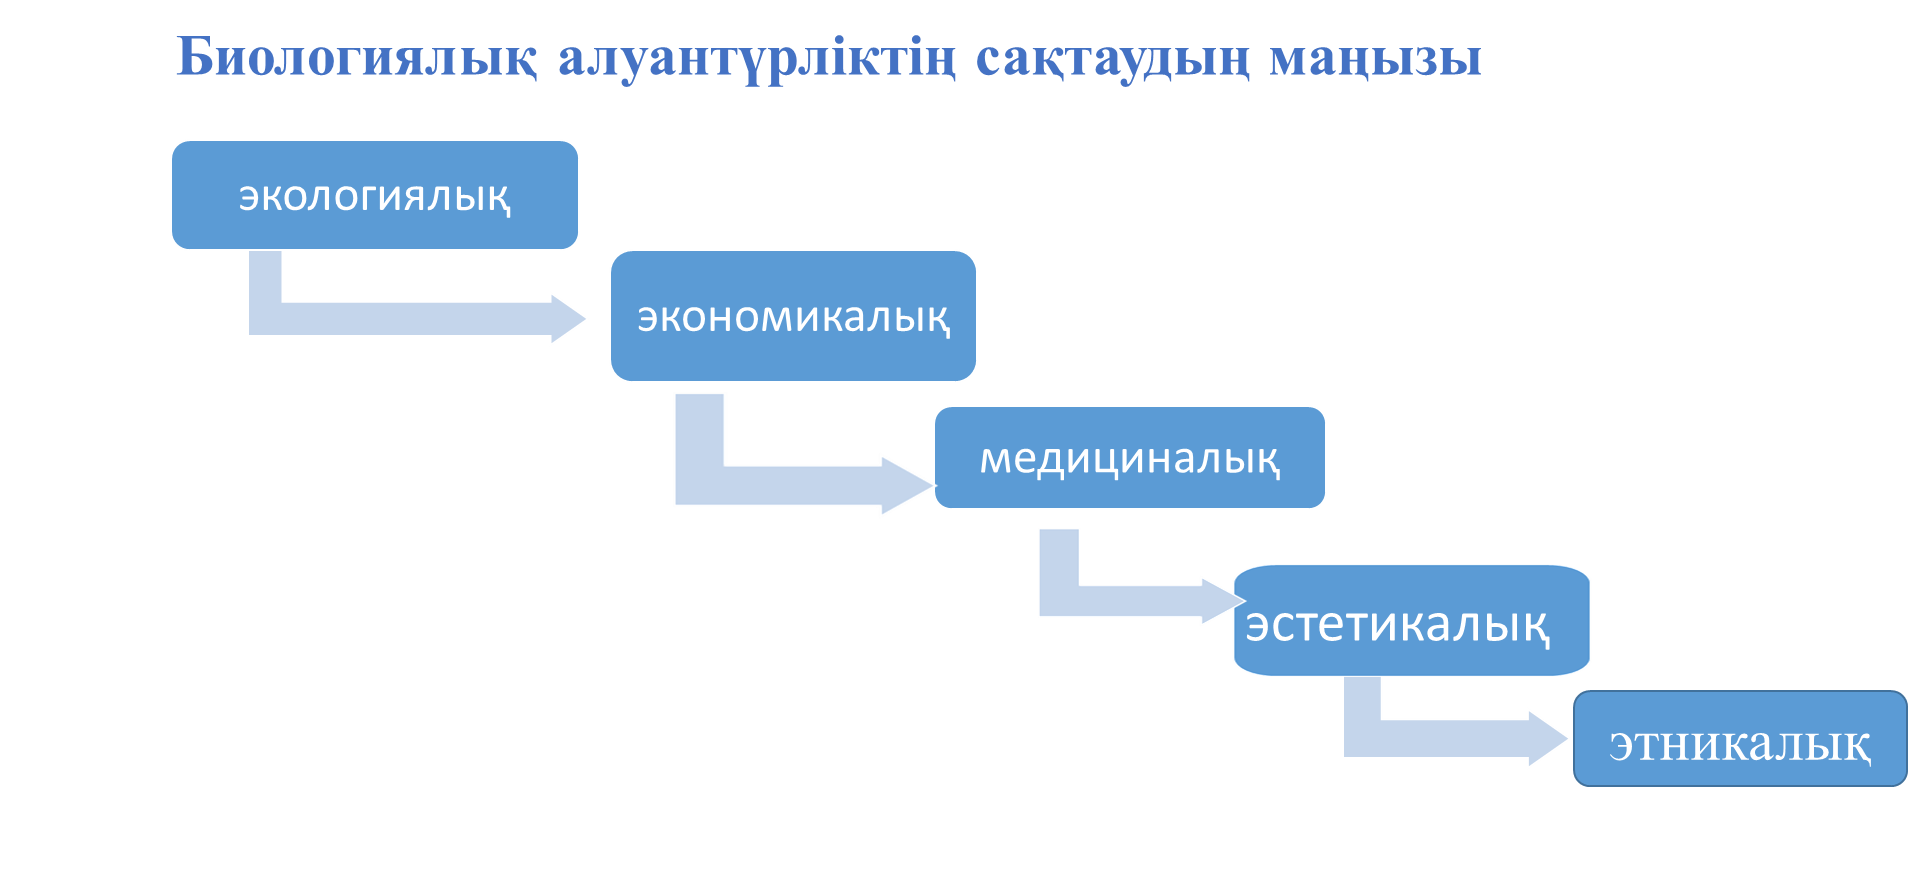 Биологиялық алуантүрліктің сақтаудың маңызы
экологиялық
экономикалық
медициналық
эстетикалық
этникалық